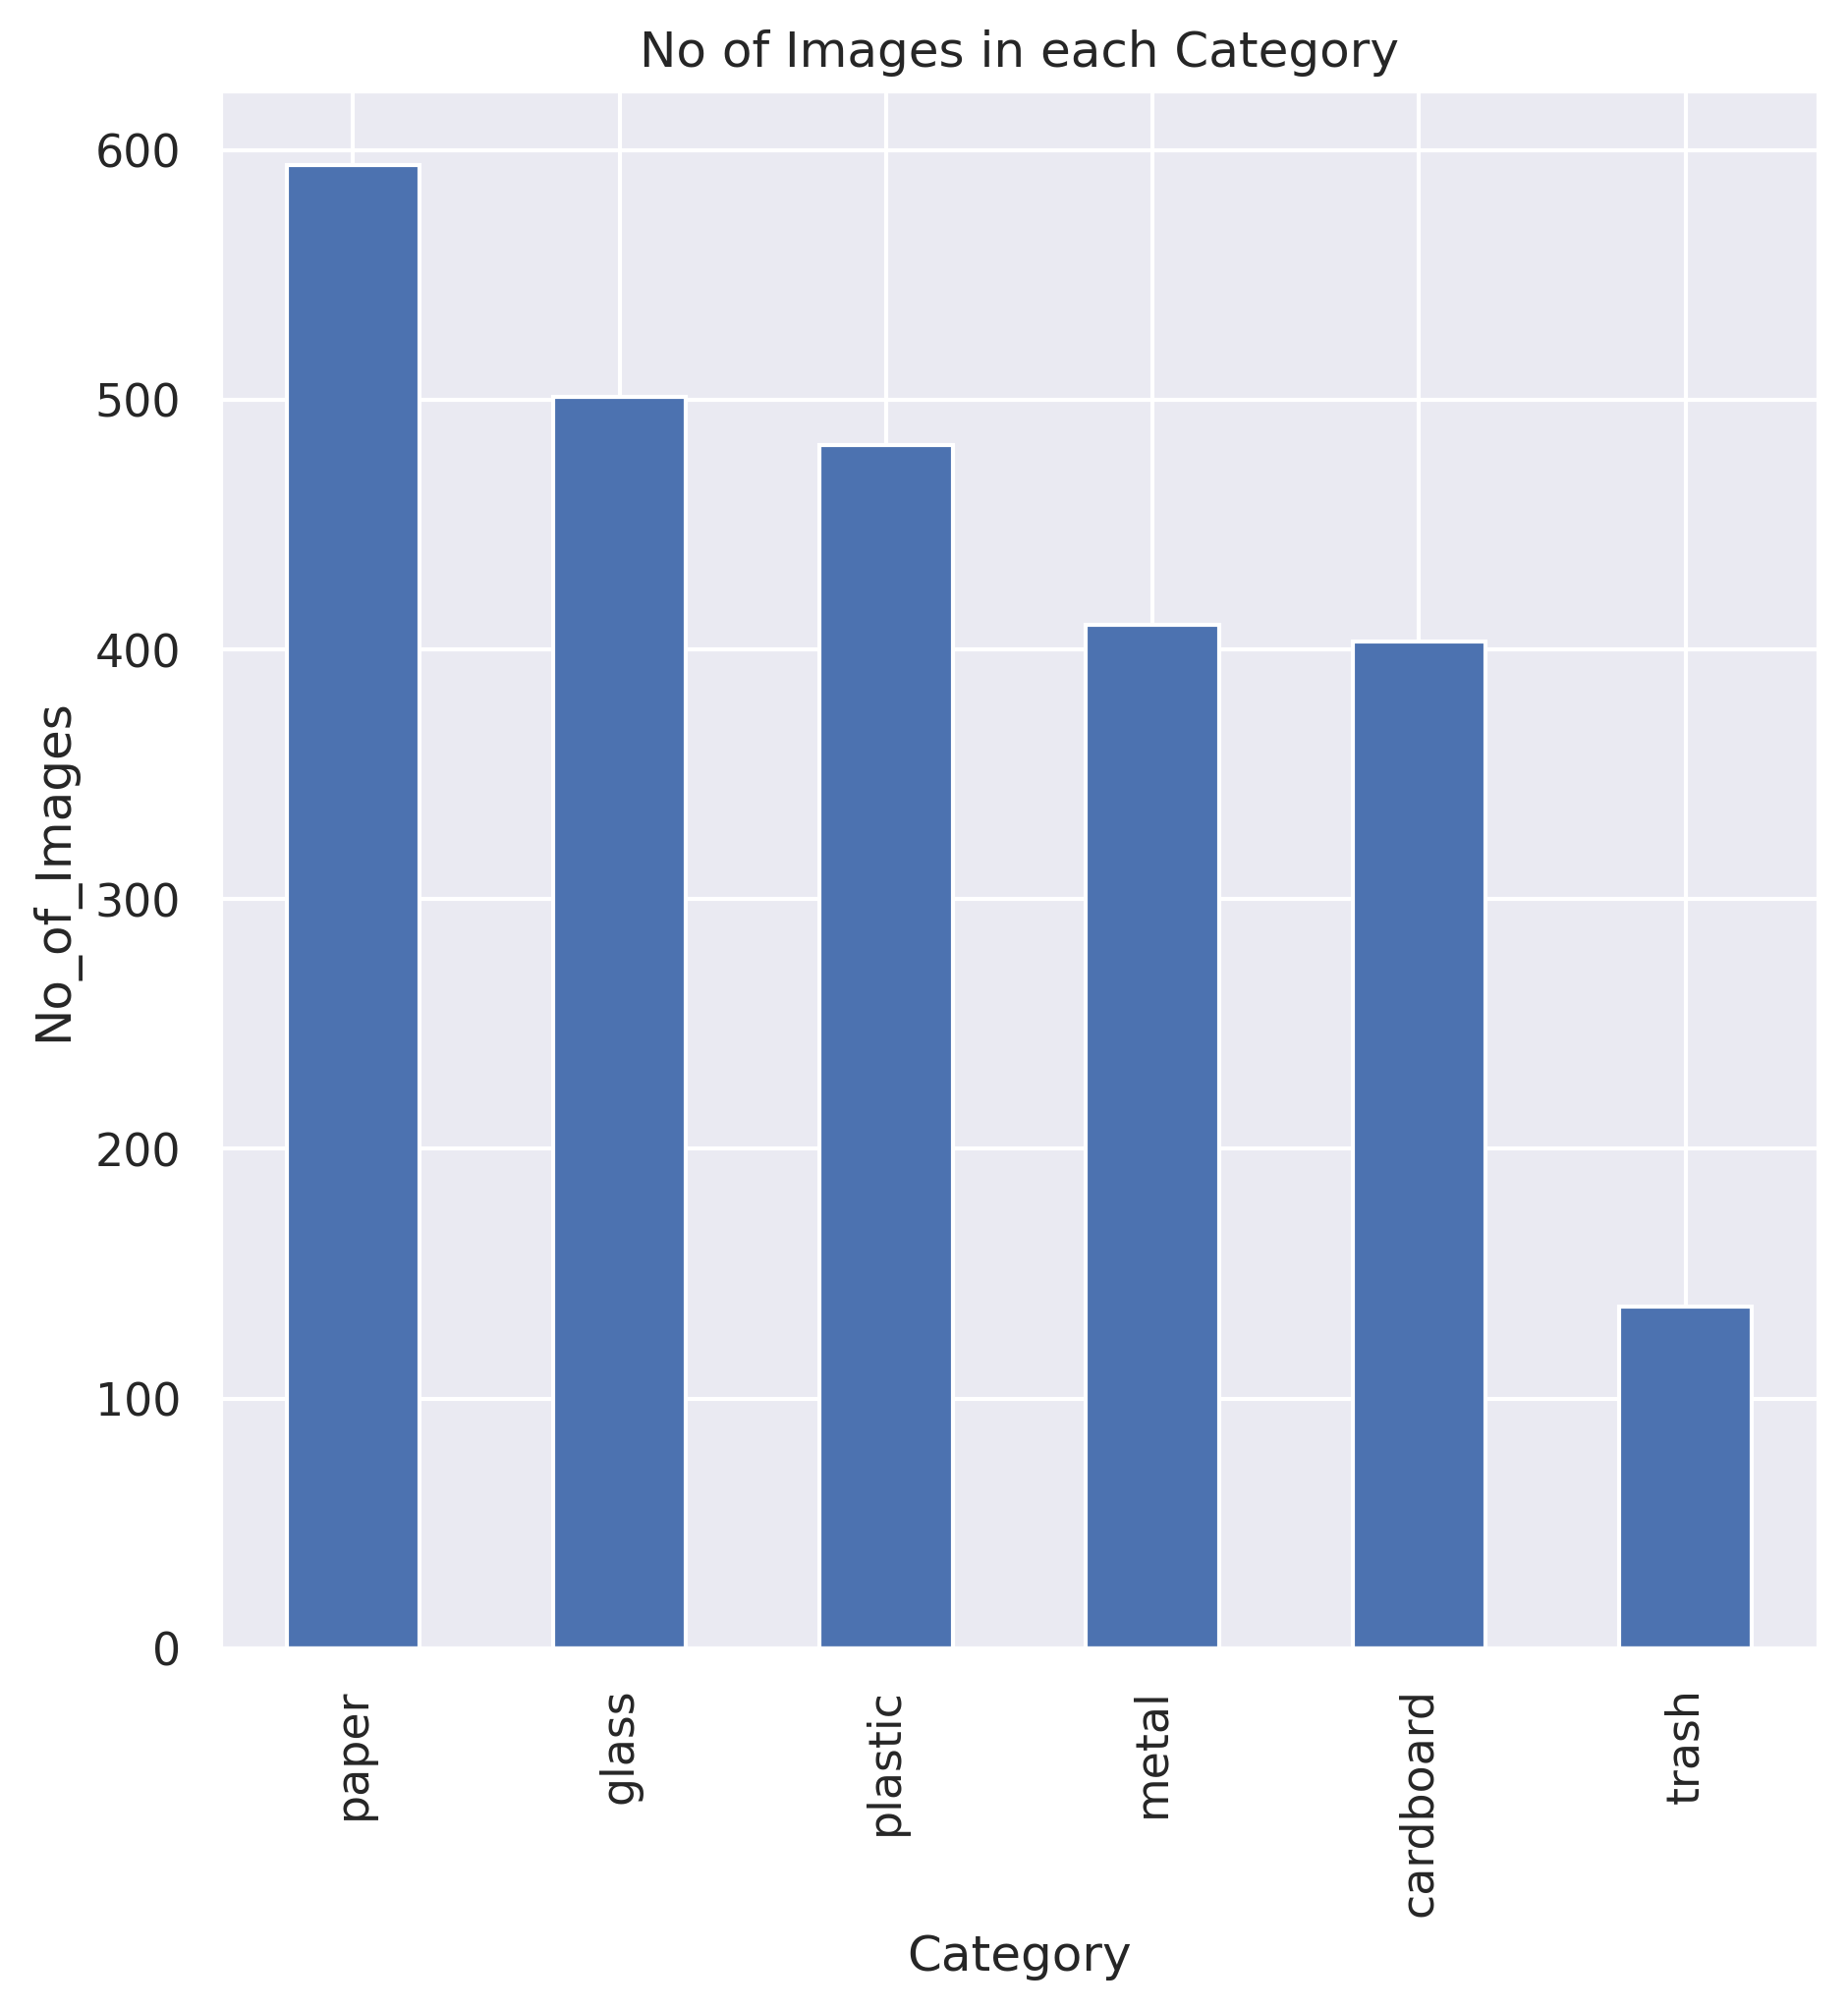 No of Images in each Category
600
500
400
300
200
100
0
No_of_Images
paper
glass
plastic
metal
cardboard
trash
Category